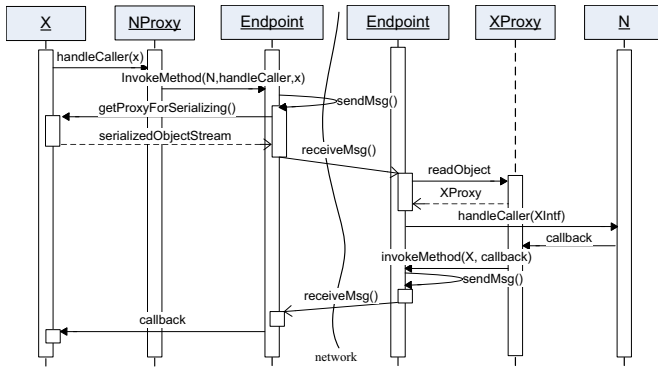 X
NProxy
Endpoint
Endpoint
XProxy
N
handleCaller(x)
InvokeMethod(N,handleCaller,x)
sendMsg()
getProxyForSerializing()
serializedObjectStream
receiveMsg()
readObject
XProxy
handleCaller(XIntf)
callback
invokeMethod(X, callback)
sendMsg()
receiveMsg()
callback
network